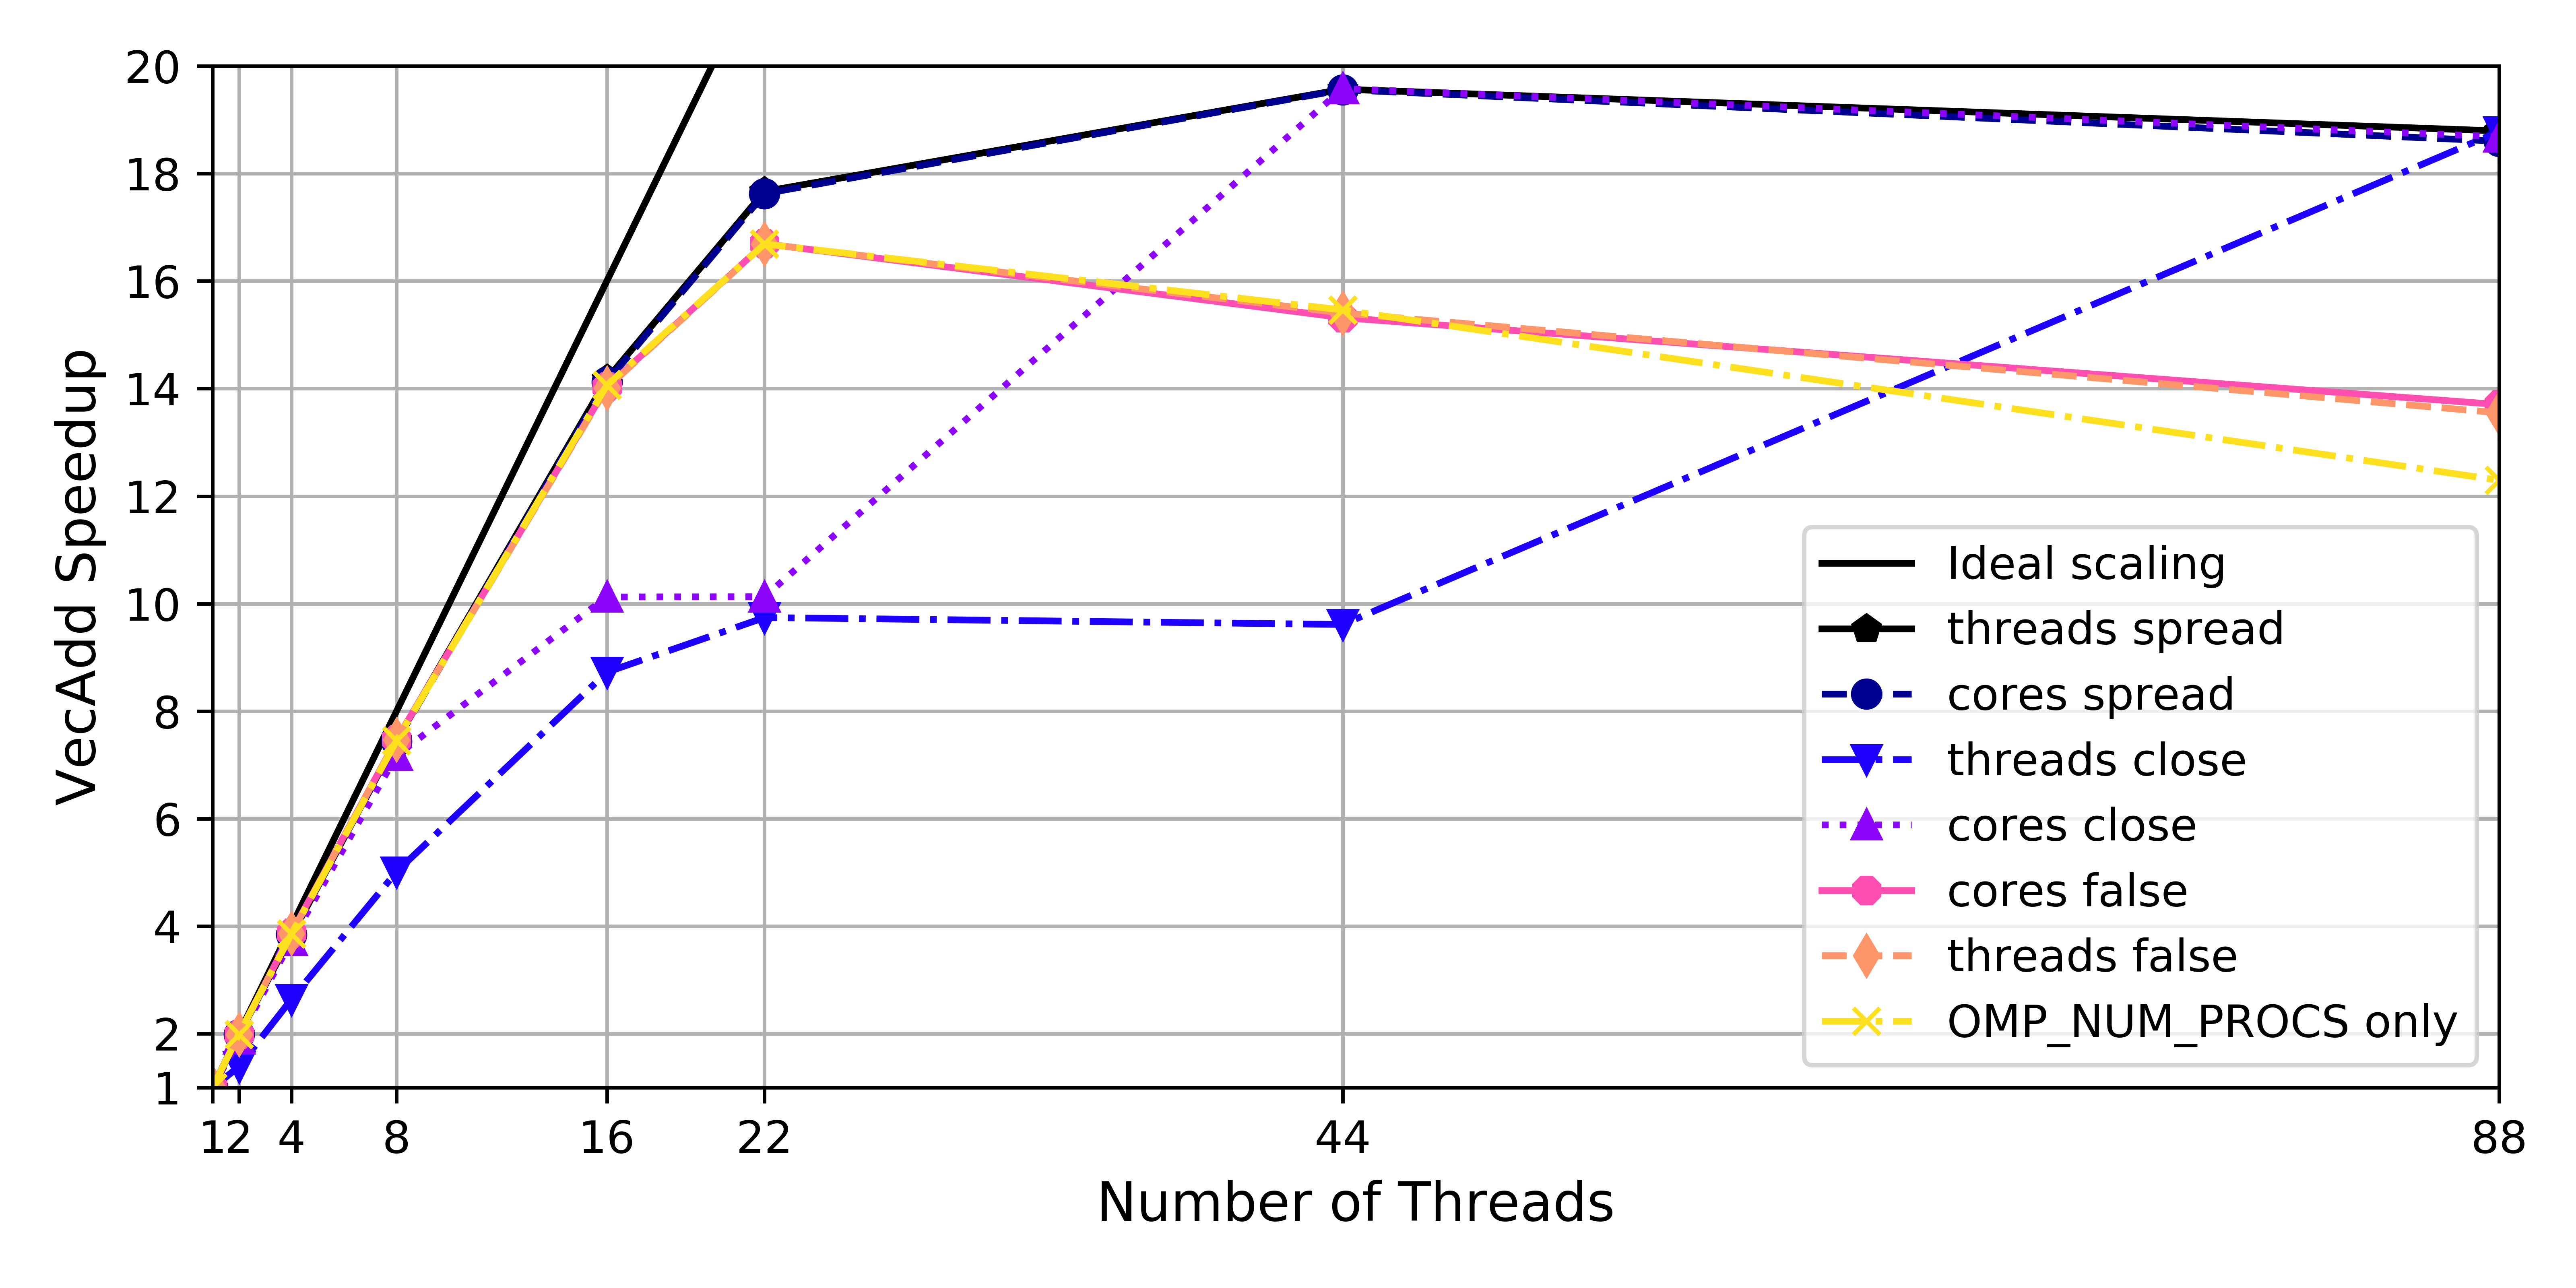 20
18
16
14
12
10
8
6
4
2
1
VecAdd Speedup
1 2 4 8 16 22 44 88
Number of Threads
Ideal scaling
threads spread
cores spread
threads close
cores close
cores false
threads false
OMP_NUM_PROCS only